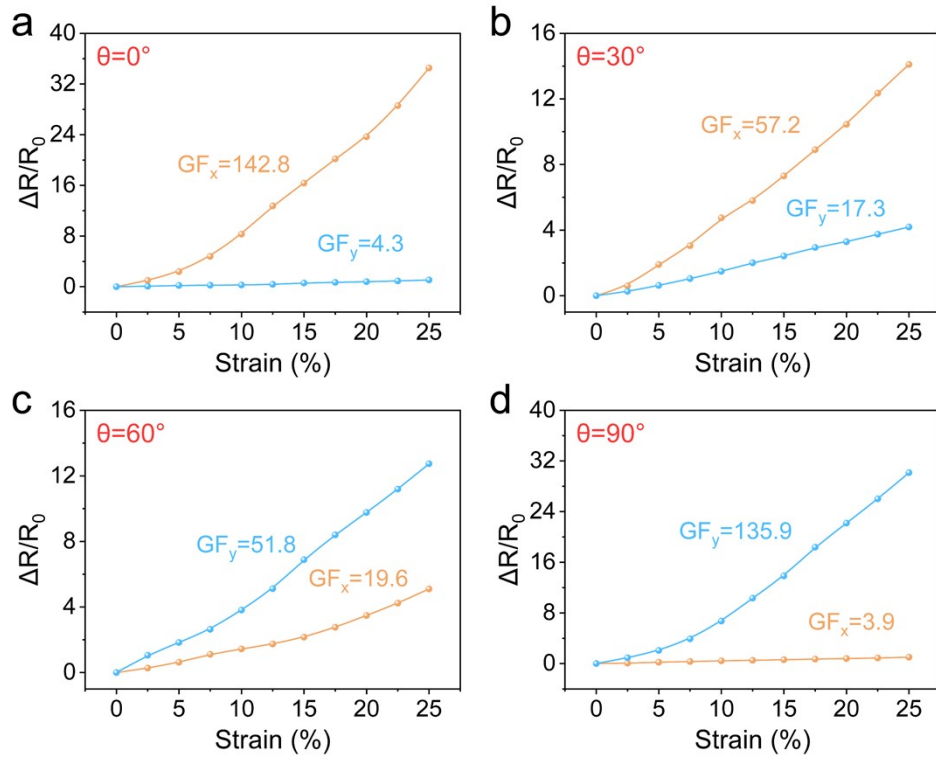 a
θ=0°
40
32
24
16
8
0
ΔR/R₀
GFₓ=142.8
GFᵧ=4.3
0 5 10 15 20 25
Strain (%)
b
θ=30°
16
12
8
4
0
ΔR/R₀
GFₓ=57.2
GFᵧ=17.3
0 5 10 15 20 25
Strain (%)
c
θ=60°
16
12
8
4
0
ΔR/R₀
GFᵧ=51.8
GFₓ=19.6
0 5 10 15 20 25
Strain (%)
d
θ=90°
40
32
24
16
8
0
ΔR/R₀
GFᵧ=135.9
GFₓ=3.9
0 5 10 15 20 25
Strain (%)